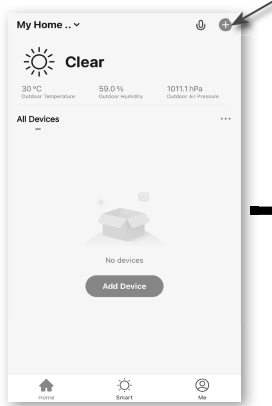 My Home ..
Clear
30 °C 59.0 % 1011.1 hPa
Outdoor Temperature Outdoor Humidity Outdoor Air Pressure
All Devices ...
No devices
Add Device
Home Smart Me